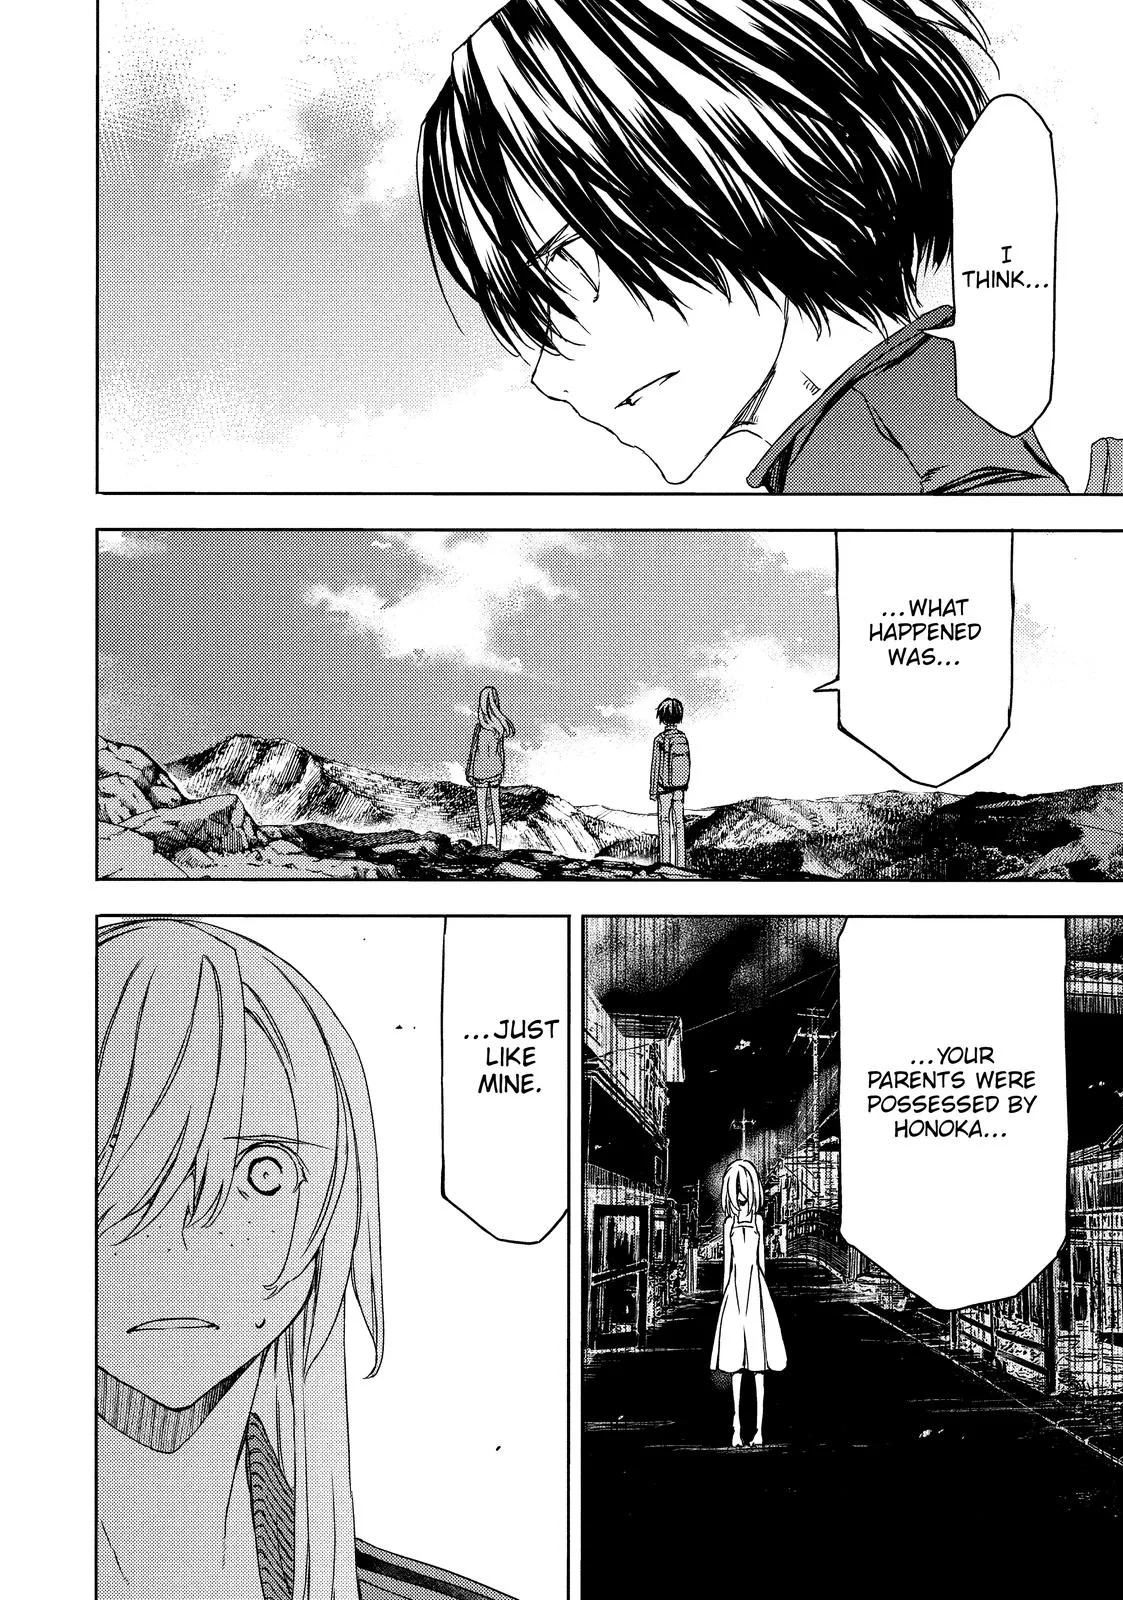 I
THINK...
...WHAT
HAPPENED
WAS...
...YOUR
PARENTS WERE
POSSESSED BY
HONOKA...
...JUST
LIKE
MINE.